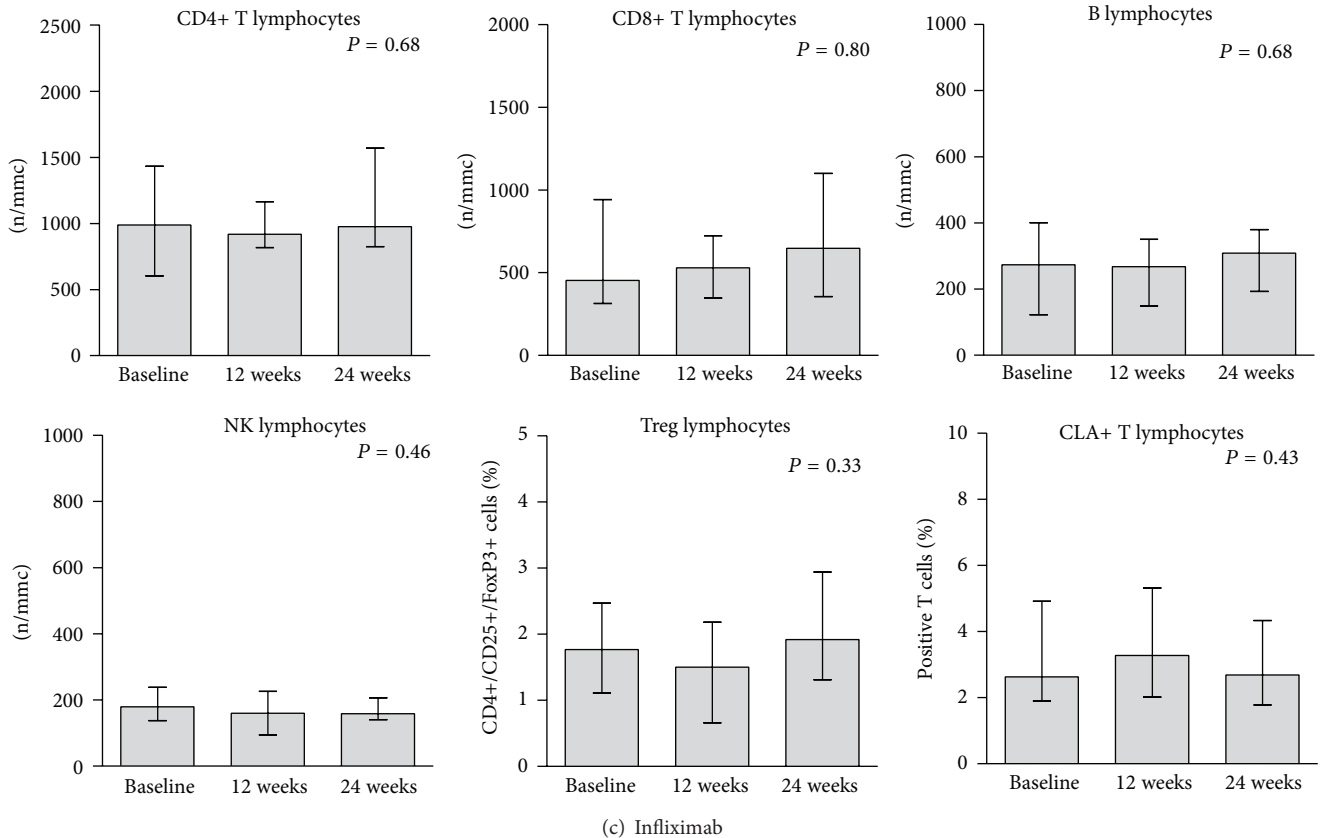 CD4+ T lymphocytes
P = 0.68
2500
2000
1500
1000
500
0
(n/mmc)
Baseline 12 weeks 24 weeks
CD8+ T lymphocytes
P = 0.80
2000
1500
1000
500
0
(n/mmc)
Baseline 12 weeks 24 weeks
B lymphocytes
P = 0.68
1000
800
600
400
200
0
(n/mmc)
Baseline 12 weeks 24 weeks
NK lymphocytes
P = 0.46
1000
800
600
400
200
0
(n/mmc)
Baseline 12 weeks 24 weeks
Treg lymphocytes
P = 0.33
5
4
3
2
1
0
CD4+/CD25+/FoxP3+ cells (%)
Baseline 12 weeks 24 weeks
CLA+ T lymphocytes
P = 0.43
10
8
6
4
2
0
Positive T cells (%)
Baseline 12 weeks 24 weeks
(c) Infliximab